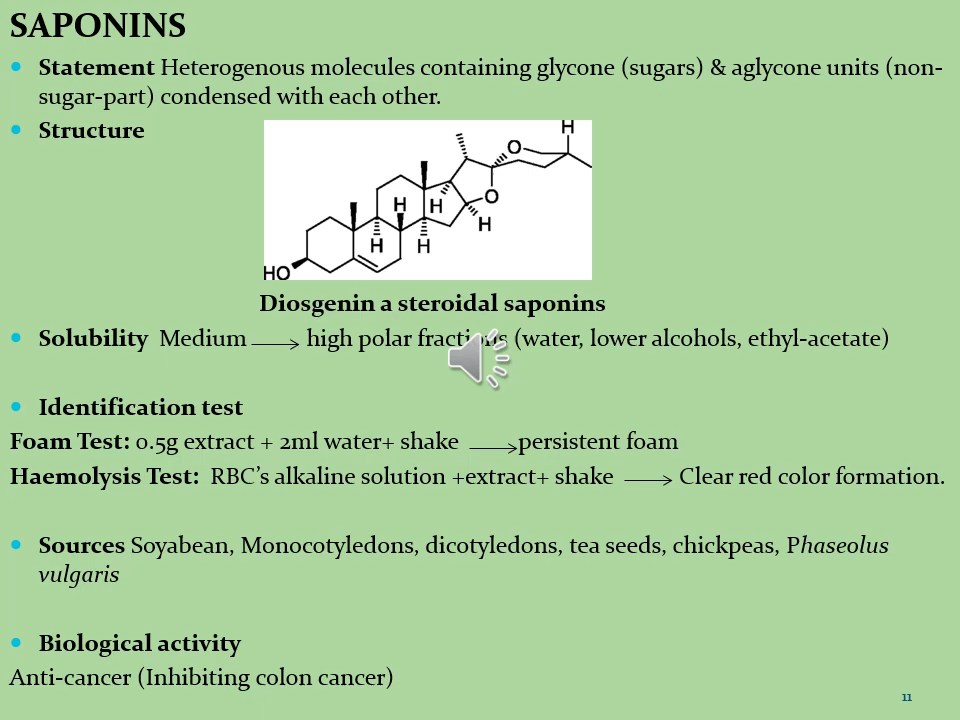 SAPONINS
• Statement Heterogenous molecules containing glycone (sugars) & aglycone units (non-
sugar-part) condensed with each other.
• Structure
H
O
O
H H
H
H H
HO
Diosgenin a steroidal saponins
• Solubility Medium → high polar fractions (water, lower alcohols, ethyl-acetate)
• Identification test
Foam Test: 0.5g extract + 2ml water+ shake → persistent foam
Haemolysis Test: RBC’s alkaline solution +extract+ shake → Clear red color formation.
• Sources Soyabean, Monocotyledons, dicotyledons, tea seeds, chickpeas, Phaseolus
vulgaris
• Biological activity
Anti-cancer (Inhibiting colon cancer)
11